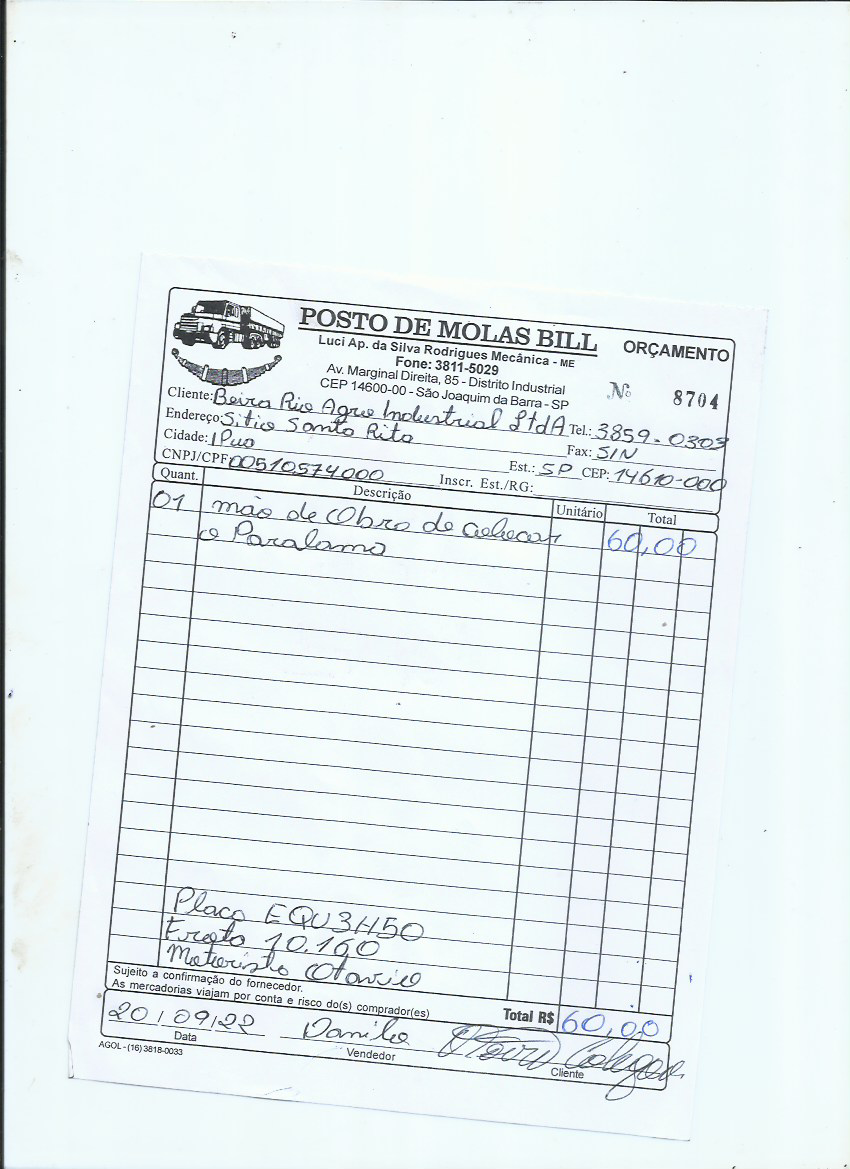 POSTO DE MOLAS BILL
ORÇAMENTO
Luci Ap. da Silva Rodrigues Mecânica - ME
Fone: 3811-5029
Av. Marginal Direita, 85 - Distrito Industrial
CEP 14600-00 - São Joaquim da Barra - SP
Nº 8704
Cliente: Beira Rio Agro Industrial LtdA Tel.: 3859-0303
Endereço: Sitio Santa Rita Fax: S/N
Cidade: IPua Est.: SP CEP: 14610-000
CNPJ/CPF 00510574000 Inscr. Est./RG:
Quant. Descrição Unitário Total
01 mão de Obra de 60,00
o Paralama
Placa EQU3H50
Frota 10.160
Motorista Otavio
Sujeito a confirmação do fornecedor.
As mercadorias viajam por conta e risco do(s) comprador(es)
Total R$ 60,00
20/09/22 Danilo
Data Vendedor Cliente
AGOL - (16) 3818-0033